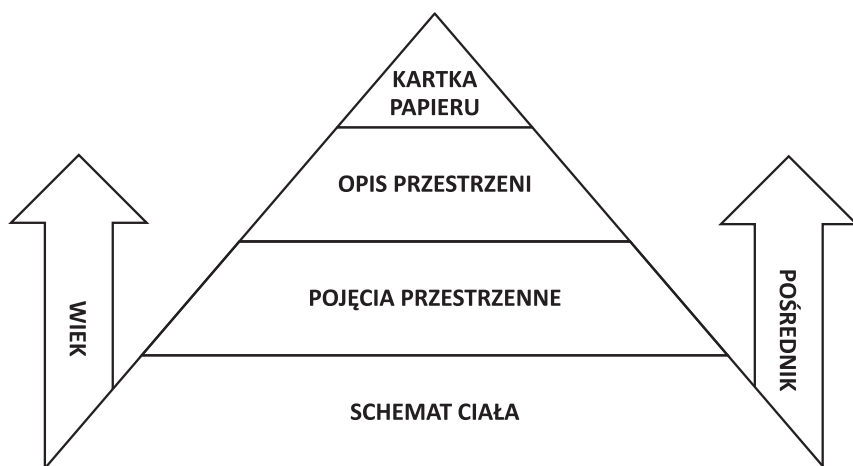 KARTKA
PAPIERU
OPIS PRZESTRZENI
POJĘCIA PRZESTRZENNE
SCHEMAT CIAŁA
WIEK
POŚREDNIK